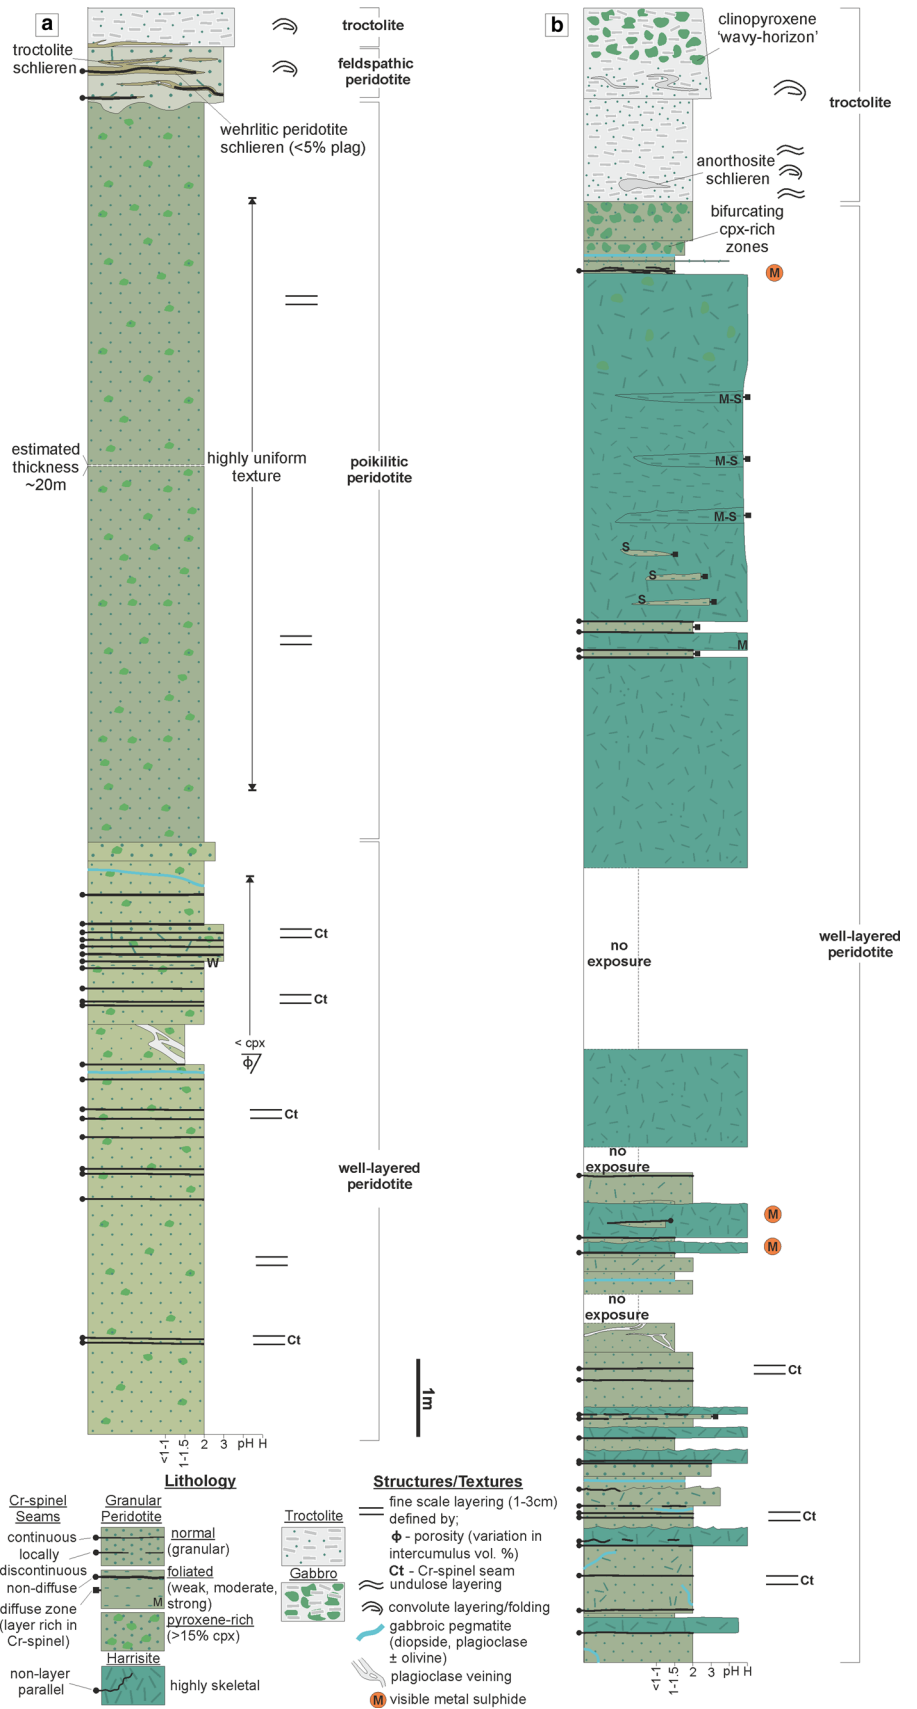 a
troctolite
troctolite
schlieren
feldspathic
peridotite
wehrlitic peridotite
schlieren (<5% plag)
estimated
thickness
~20m
highly uniform
texture
poikilitic
peridotite
Ct
W
Ct
< cpx
ϕ
Ct
well-layered
peridotite
Ct
1m
<1-1
1-1.5
2
3
pH
H
b
clinopyroxene
'wavy-horizon'
troctolite
anorthosite
schlieren
bifurcating
cpx-rich
zones
M
M-S
M-S
M-S
S
S
S
M
no
exposure
well-layered
peridotite
no
exposure
M
M
no
exposure
Ct
Ct
Ct
<1-1
1-1.5
2
3
pH
H
Lithology
Cr-spinel
Seams
Granular
Peridotite
continuous
locally
discontinuous
non-diffuse
diffuse zone
(layer rich in
Cr-spinel)
normal
(granular)
foliated
(weak, moderate,
strong)
M
pyroxene-rich
(>15% cpx)
Harrisite
non-layer
parallel
highly skeletal
Troctolite
Gabbro
Structures/Textures
fine scale layering (1-3cm)
defined by;
ϕ - porosity (variation in
intercumulus vol. %)
Ct - Cr-spinel seam
undulose layering
convolute layering/folding
gabbroic pegmatite
(diopside, plagioclase
± olivine)
plagioclase veining
M visible metal sulphide